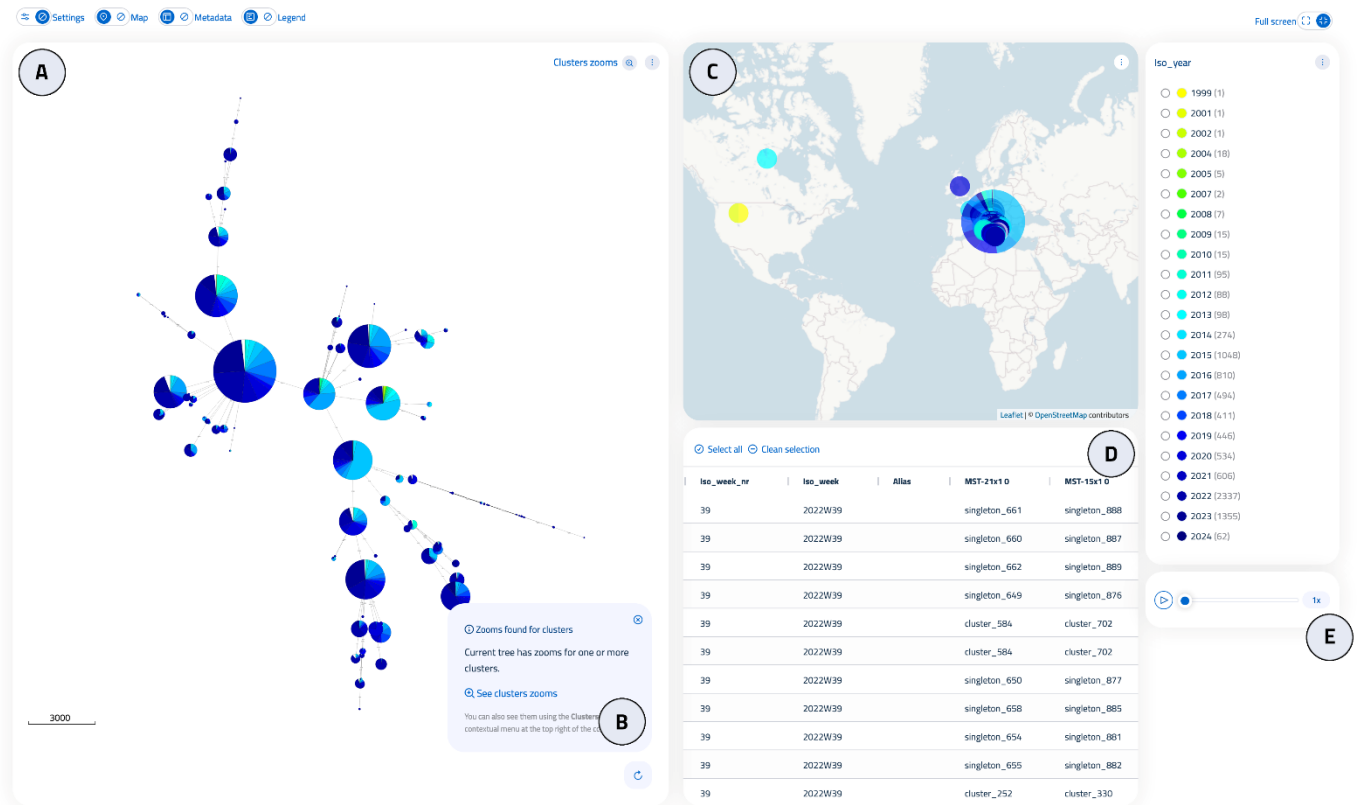 Settings Map Metadata Legend
Full screen
A
Clusters zooms
3000
Zooms found for clusters
Current tree has zooms for one or more
clusters.
See clusters zooms
You can also see them using the Clusters
contextual menu at the top right of the
B
C
Leaflet | © OpenStreetMap contributors
Select all Clean selection
D
Iso_week_nr Iso_week Alias MST-21x1 0 MST-15x1 0
39 2022W39 singleton_661 singleton_888
39 2022W39 singleton_660 singleton_887
39 2022W39 singleton_662 singleton_889
39 2022W39 singleton_649 singleton_876
39 2022W39 cluster_584 cluster_702
39 2022W39 cluster_584 cluster_702
39 2022W39 singleton_650 singleton_877
39 2022W39 singleton_658 singleton_885
39 2022W39 singleton_654 singleton_881
39 2022W39 singleton_655 singleton_882
39 2022W39 cluster_252 cluster_330
Iso_year
1999 (1)
2001 (1)
2002 (1)
2004 (18)
2005 (5)
2007 (2)
2008 (7)
2009 (15)
2010 (15)
2011 (95)
2012 (88)
2013 (98)
2014 (274)
2015 (1048)
2016 (810)
2017 (494)
2018 (411)
2019 (446)
2020 (534)
2021 (606)
2022 (2337)
2023 (1355)
2024 (62)
1x
E